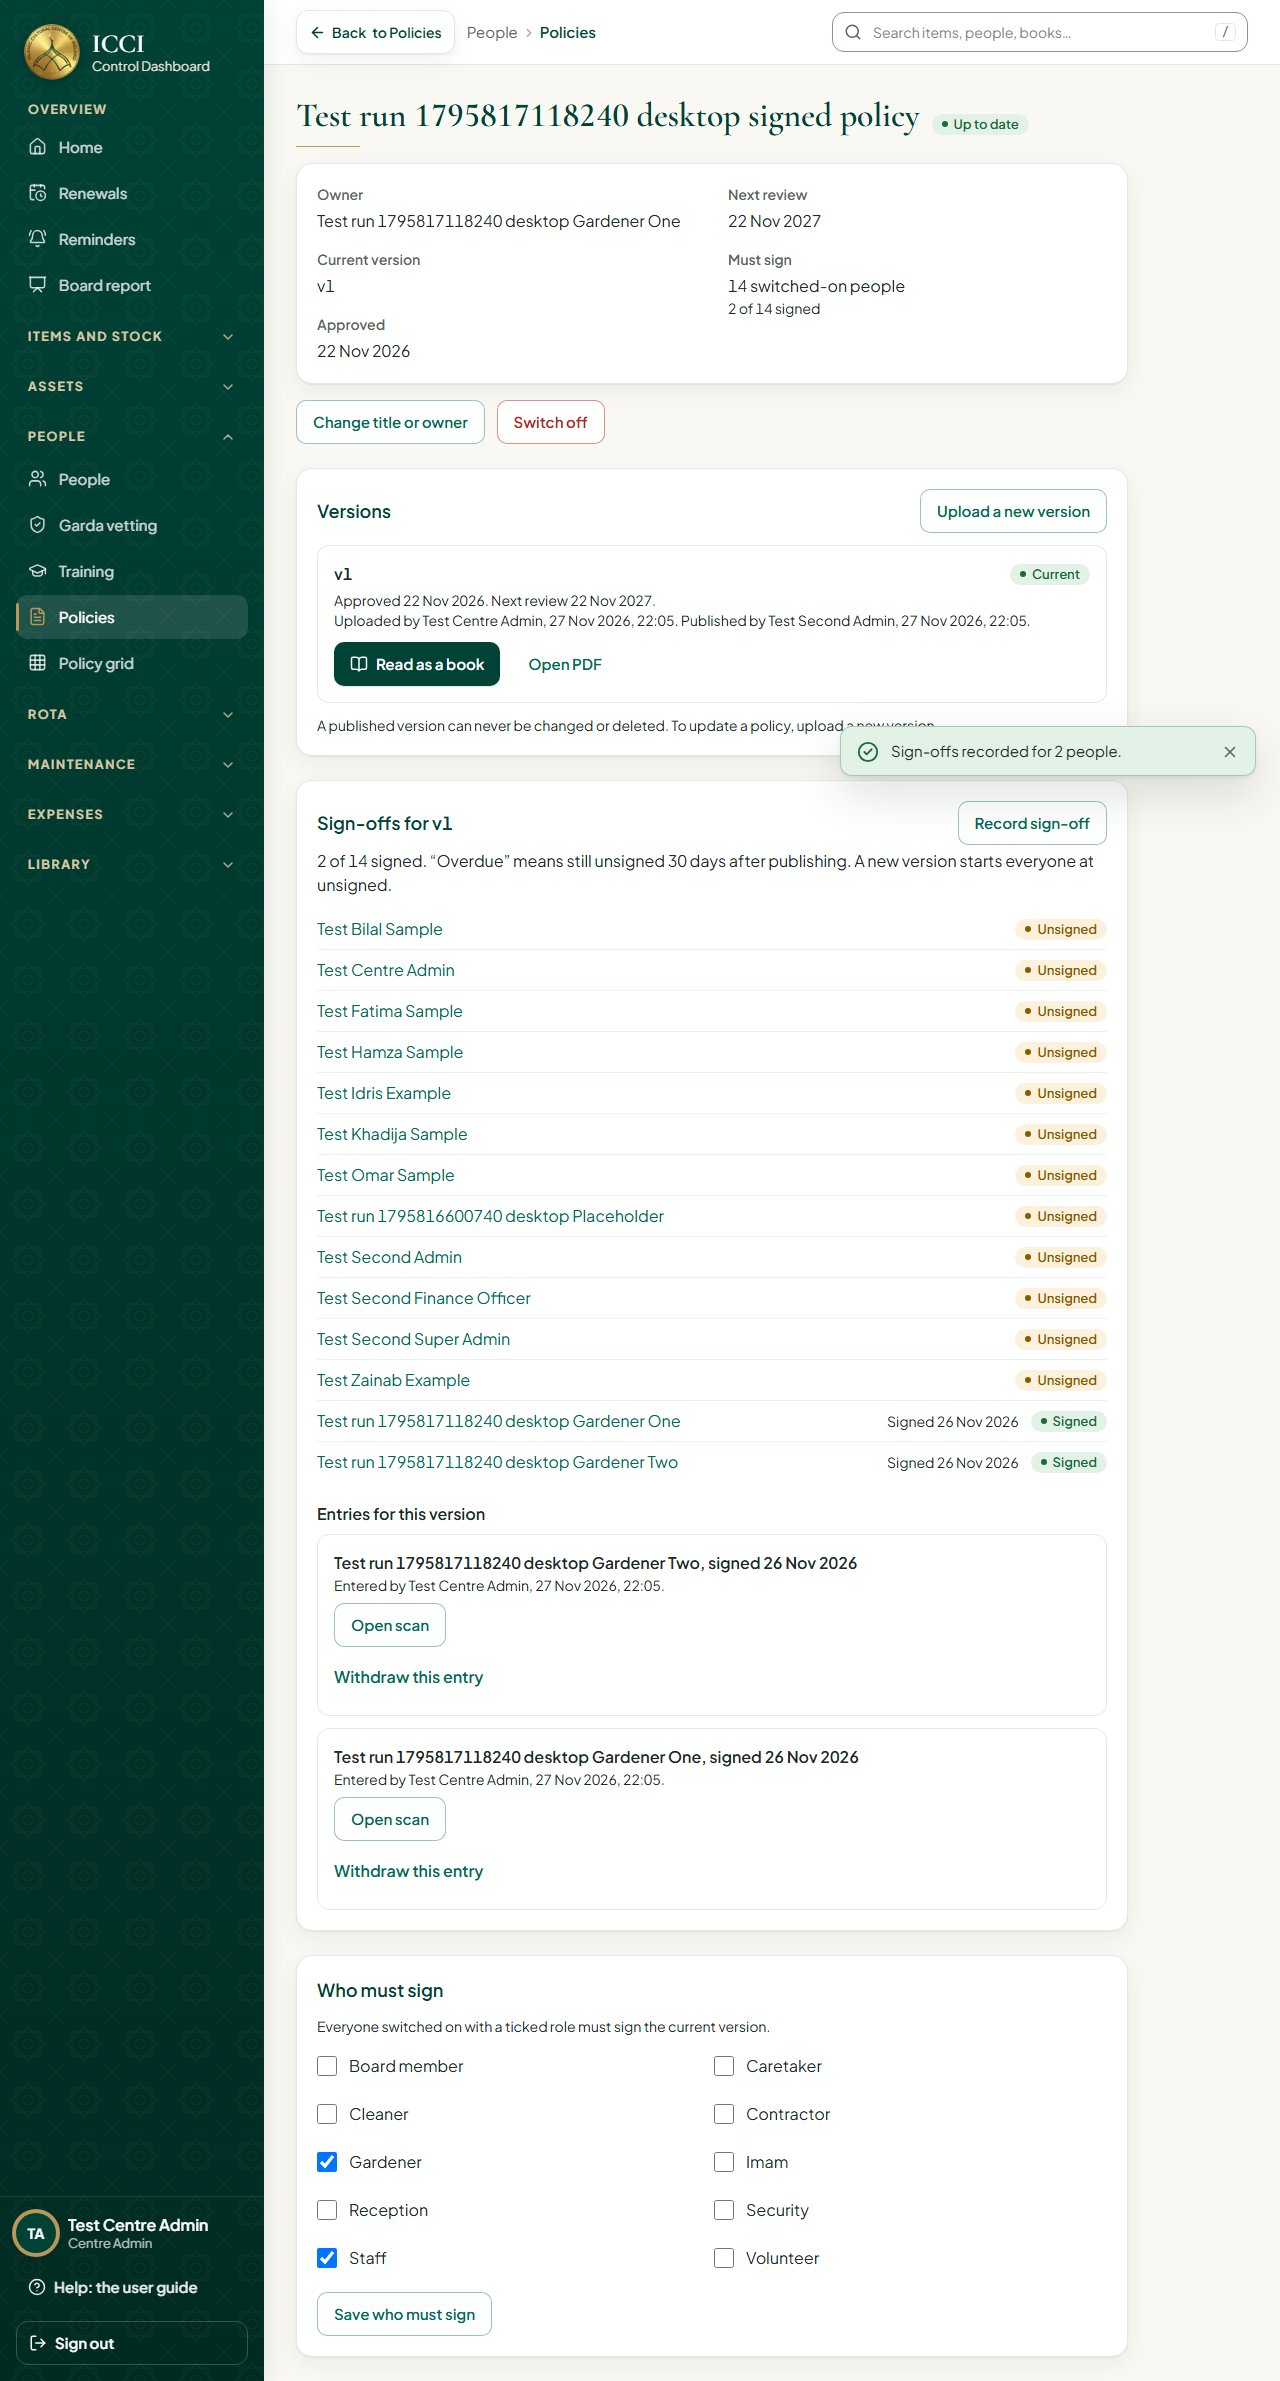 ICCI
Control Dashboard
OVERVIEW
Home
Renewals
Reminders
Board report
ITEMS AND STOCK
ASSETS
PEOPLE
People
Garda vetting
Training
Policies
Policy grid
ROTA
MAINTENANCE
EXPENSES
LIBRARY
TA
Test Centre Admin
Centre Admin
Help: the user guide
Sign out
Back to Policies
People > Policies
Search items, people, books...
/
Test run 1795817118240 desktop signed policy
Up to date
Owner
Test run 1795817118240 desktop Gardener One
Current version
v1
Approved
22 Nov 2026
Next review
22 Nov 2027
Must sign
14 switched-on people
2 of 14 signed
Change title or owner
Switch off
Versions
Upload a new version
v1
Current
Approved 22 Nov 2026. Next review 22 Nov 2027.
Uploaded by Test Centre Admin, 27 Nov 2026, 22:05. Published by Test Second Admin, 27 Nov 2026, 22:05.
Read as a book
Open PDF
A published version can never be changed or deleted. To update a policy, upload a new version.
Sign-offs recorded for 2 people.
Sign-offs for v1
Record sign-off
2 of 14 signed. “Overdue” means still unsigned 30 days after publishing. A new version starts everyone at
unsigned.
Test Bilal Sample Unsigned
Test Centre Admin Unsigned
Test Fatima Sample Unsigned
Test Hamza Sample Unsigned
Test Idris Example Unsigned
Test Khadija Sample Unsigned
Test Omar Sample Unsigned
Test run 1795816600740 desktop Placeholder Unsigned
Test Second Admin Unsigned
Test Second Finance Officer Unsigned
Test Second Super Admin Unsigned
Test Zainab Example Unsigned
Test run 1795817118240 desktop Gardener One Signed 26 Nov 2026 Signed
Test run 1795817118240 desktop Gardener Two Signed 26 Nov 2026 Signed
Entries for this version
Test run 1795817118240 desktop Gardener Two, signed 26 Nov 2026
Entered by Test Centre Admin, 27 Nov 2026, 22:05.
Open scan
Withdraw this entry
Test run 1795817118240 desktop Gardener One, signed 26 Nov 2026
Entered by Test Centre Admin, 27 Nov 2026, 22:05.
Open scan
Withdraw this entry
Who must sign
Everyone switched on with a ticked role must sign the current version.
Board member
Caretaker
Cleaner
Contractor
Gardener
Imam
Reception
Security
Staff
Volunteer
Save who must sign